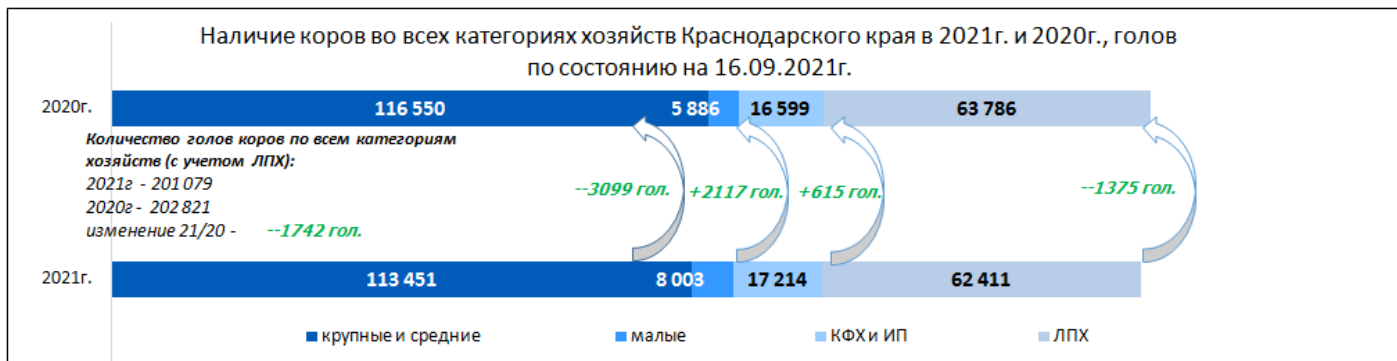 Наличие коров во всех категориях хозяйств Краснодарского края в 2021г. и 2020г., голов
по состоянию на 16.09.2021г.
2020г.
116 550
5 886
16 599
63 786
Количество голов коров по всем категориям
хозяйств (с учетом ЛПХ):
2021г - 201 079
2020г - 202 821
изменение 21/20 - --1742 гол.
--3099 гол.
+2117 гол.
+615 гол.
--1375 гол.
2021г.
113 451
8 003
17 214
62 411
крупные и средние
малые
КФХ и ИП
ЛПХ